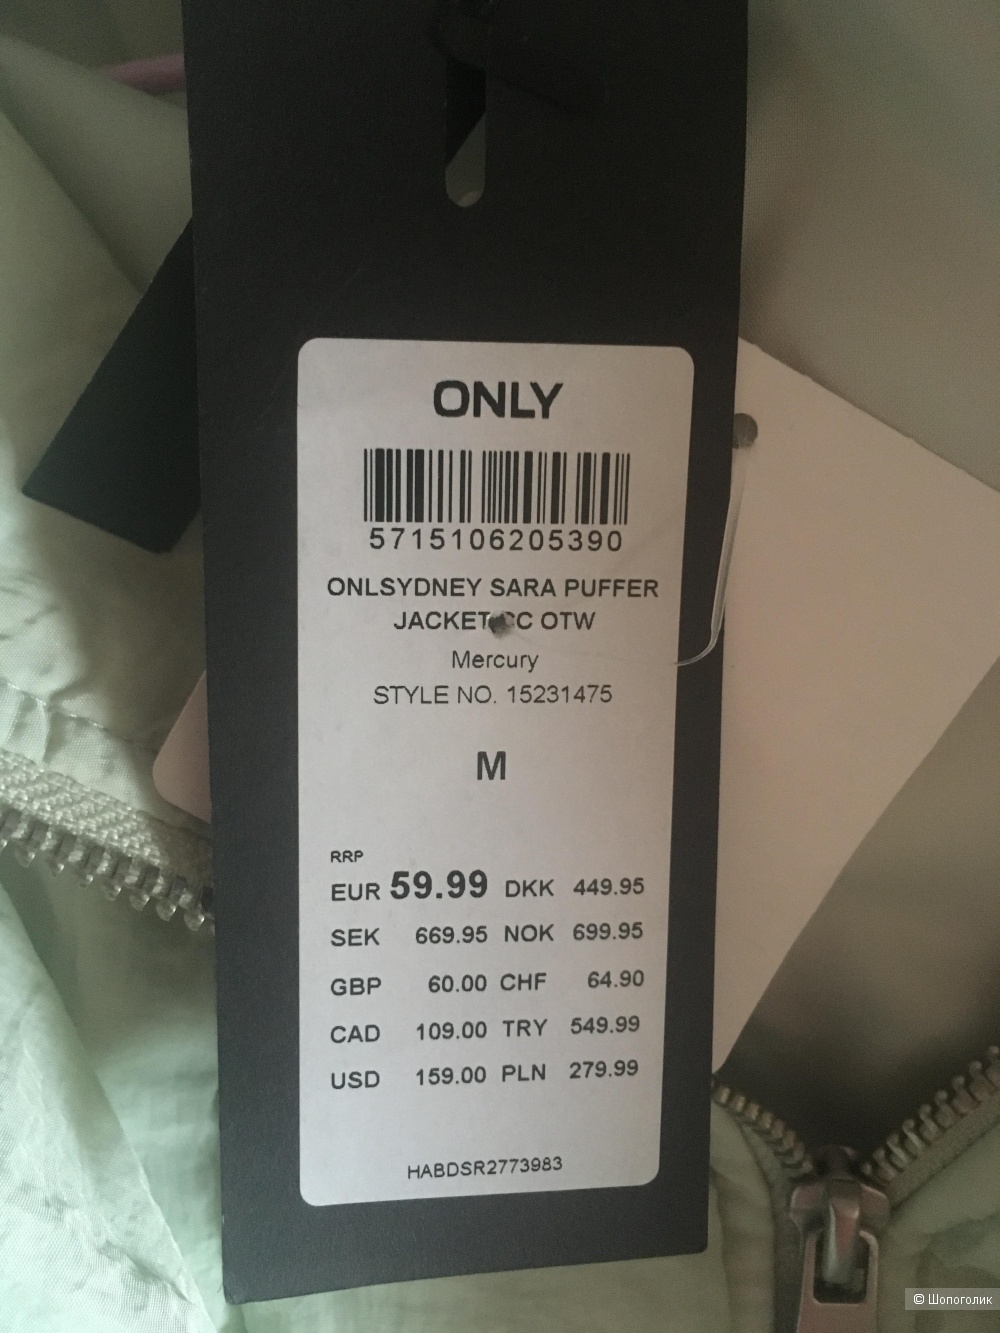 ONLY
5715106205390
ONLSYDNEY SARA PUFFER
JACKET CC OTW
Mercury
STYLE NO. 15231475
M
RRP
EUR 59.99 DKK 449.95
SEK 669.95 NOK 699.95
GBP 60.00 CHF 64.90
CAD 109.00 TRY 549.99
USD 159.00 PLN 279.99
HABDSR2773983
© Шопоголик